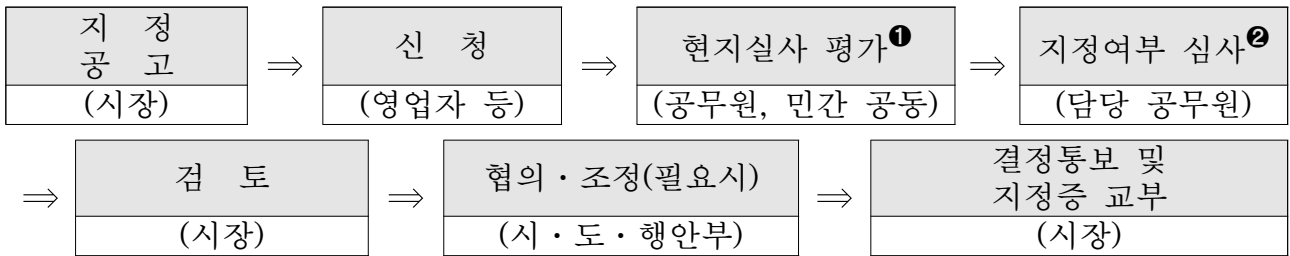 지 정
공 고
(시장)
⇒
신 청
(영업자 등)
⇒
현지실사 평가❶
(공무원, 민간 공동)
⇒
지정여부 심사❷
(담당 공무원)
⇒
검 토
(시장)
⇒
협의・조정(필요시)
(시・도・행안부)
⇒
결정통보 및
지정증 교부
(시장)